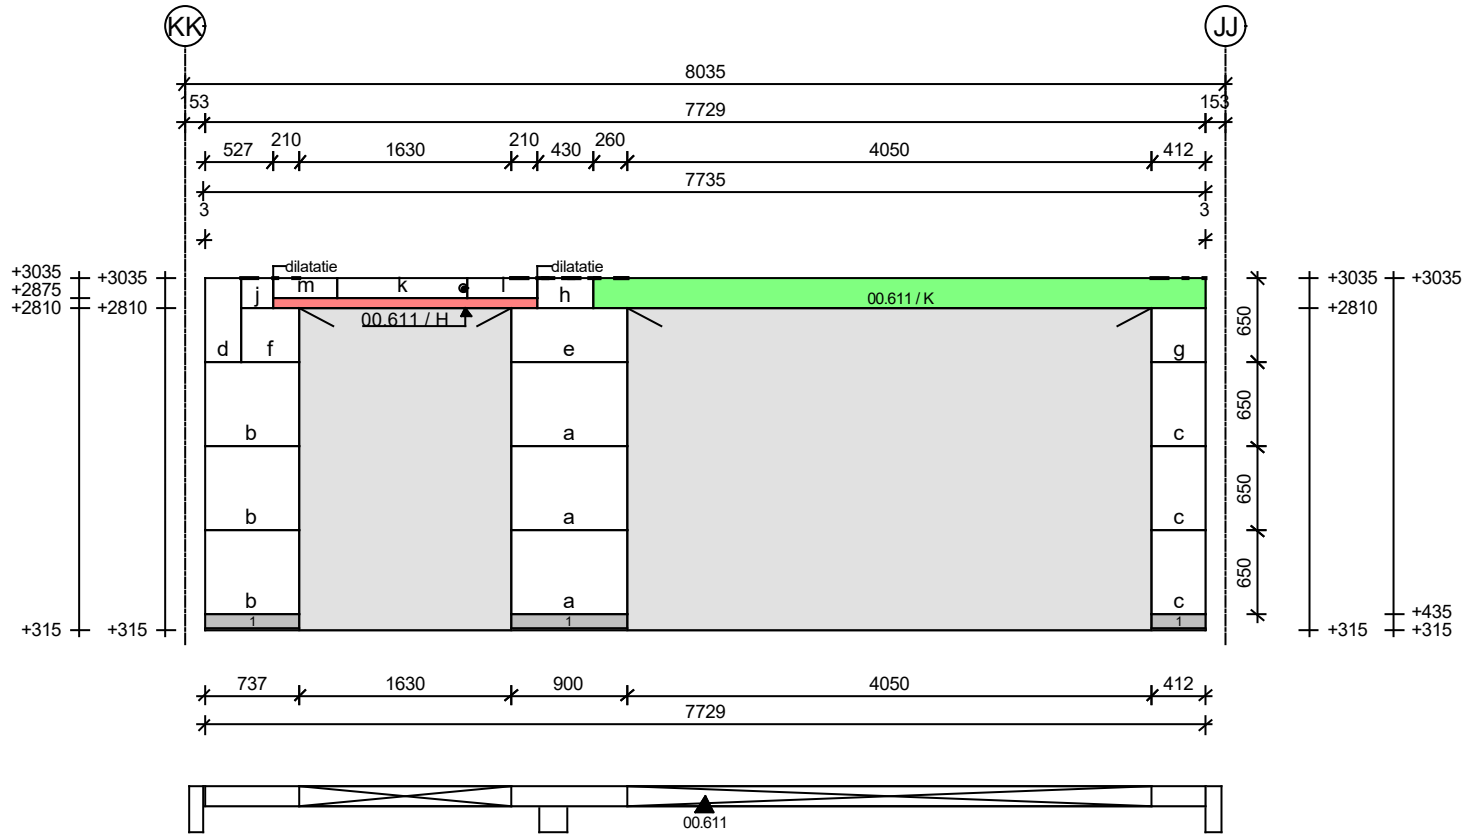 KK JJ
8035
153 7729 153
527 210 1630 210 430 260 4050 412
7735
3 3
+3035 +3035 dilatatie dilatatie +3035 +3035
+2875 j m k l h 00.611 / K
+2810 +2810 00.611 / H +2810
650
d f e g
650
b a c
650
b a c
650
b a c
1 1 1 +435
+315 +315 +315 +315
737 1630 900 4050 412
7729
00.611